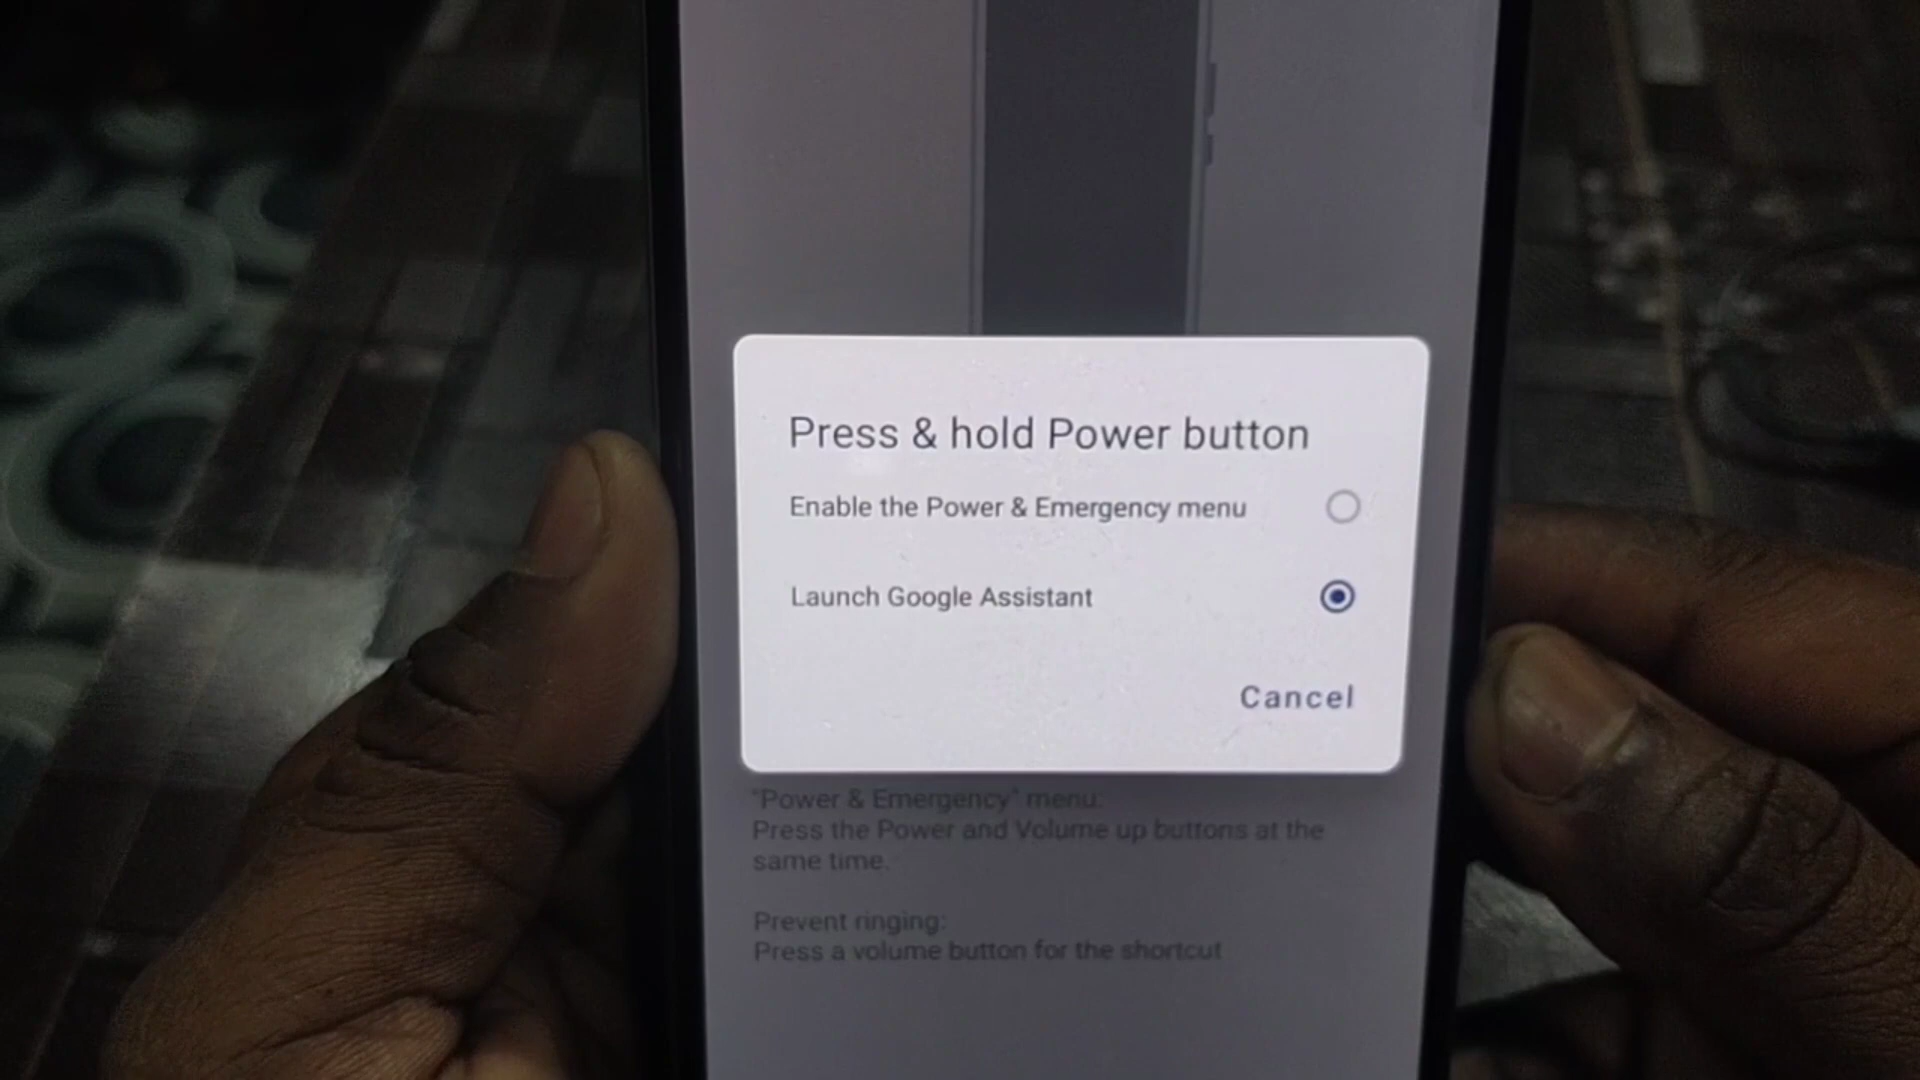 Press & hold Power button
Enable the Power & Emergency menu
Launch Google Assistant
Cancel
"Power & Emergency" menu:
Press the Power and Volume up buttons at the
same time.
Prevent ringing:
Press a volume button for the shortcut